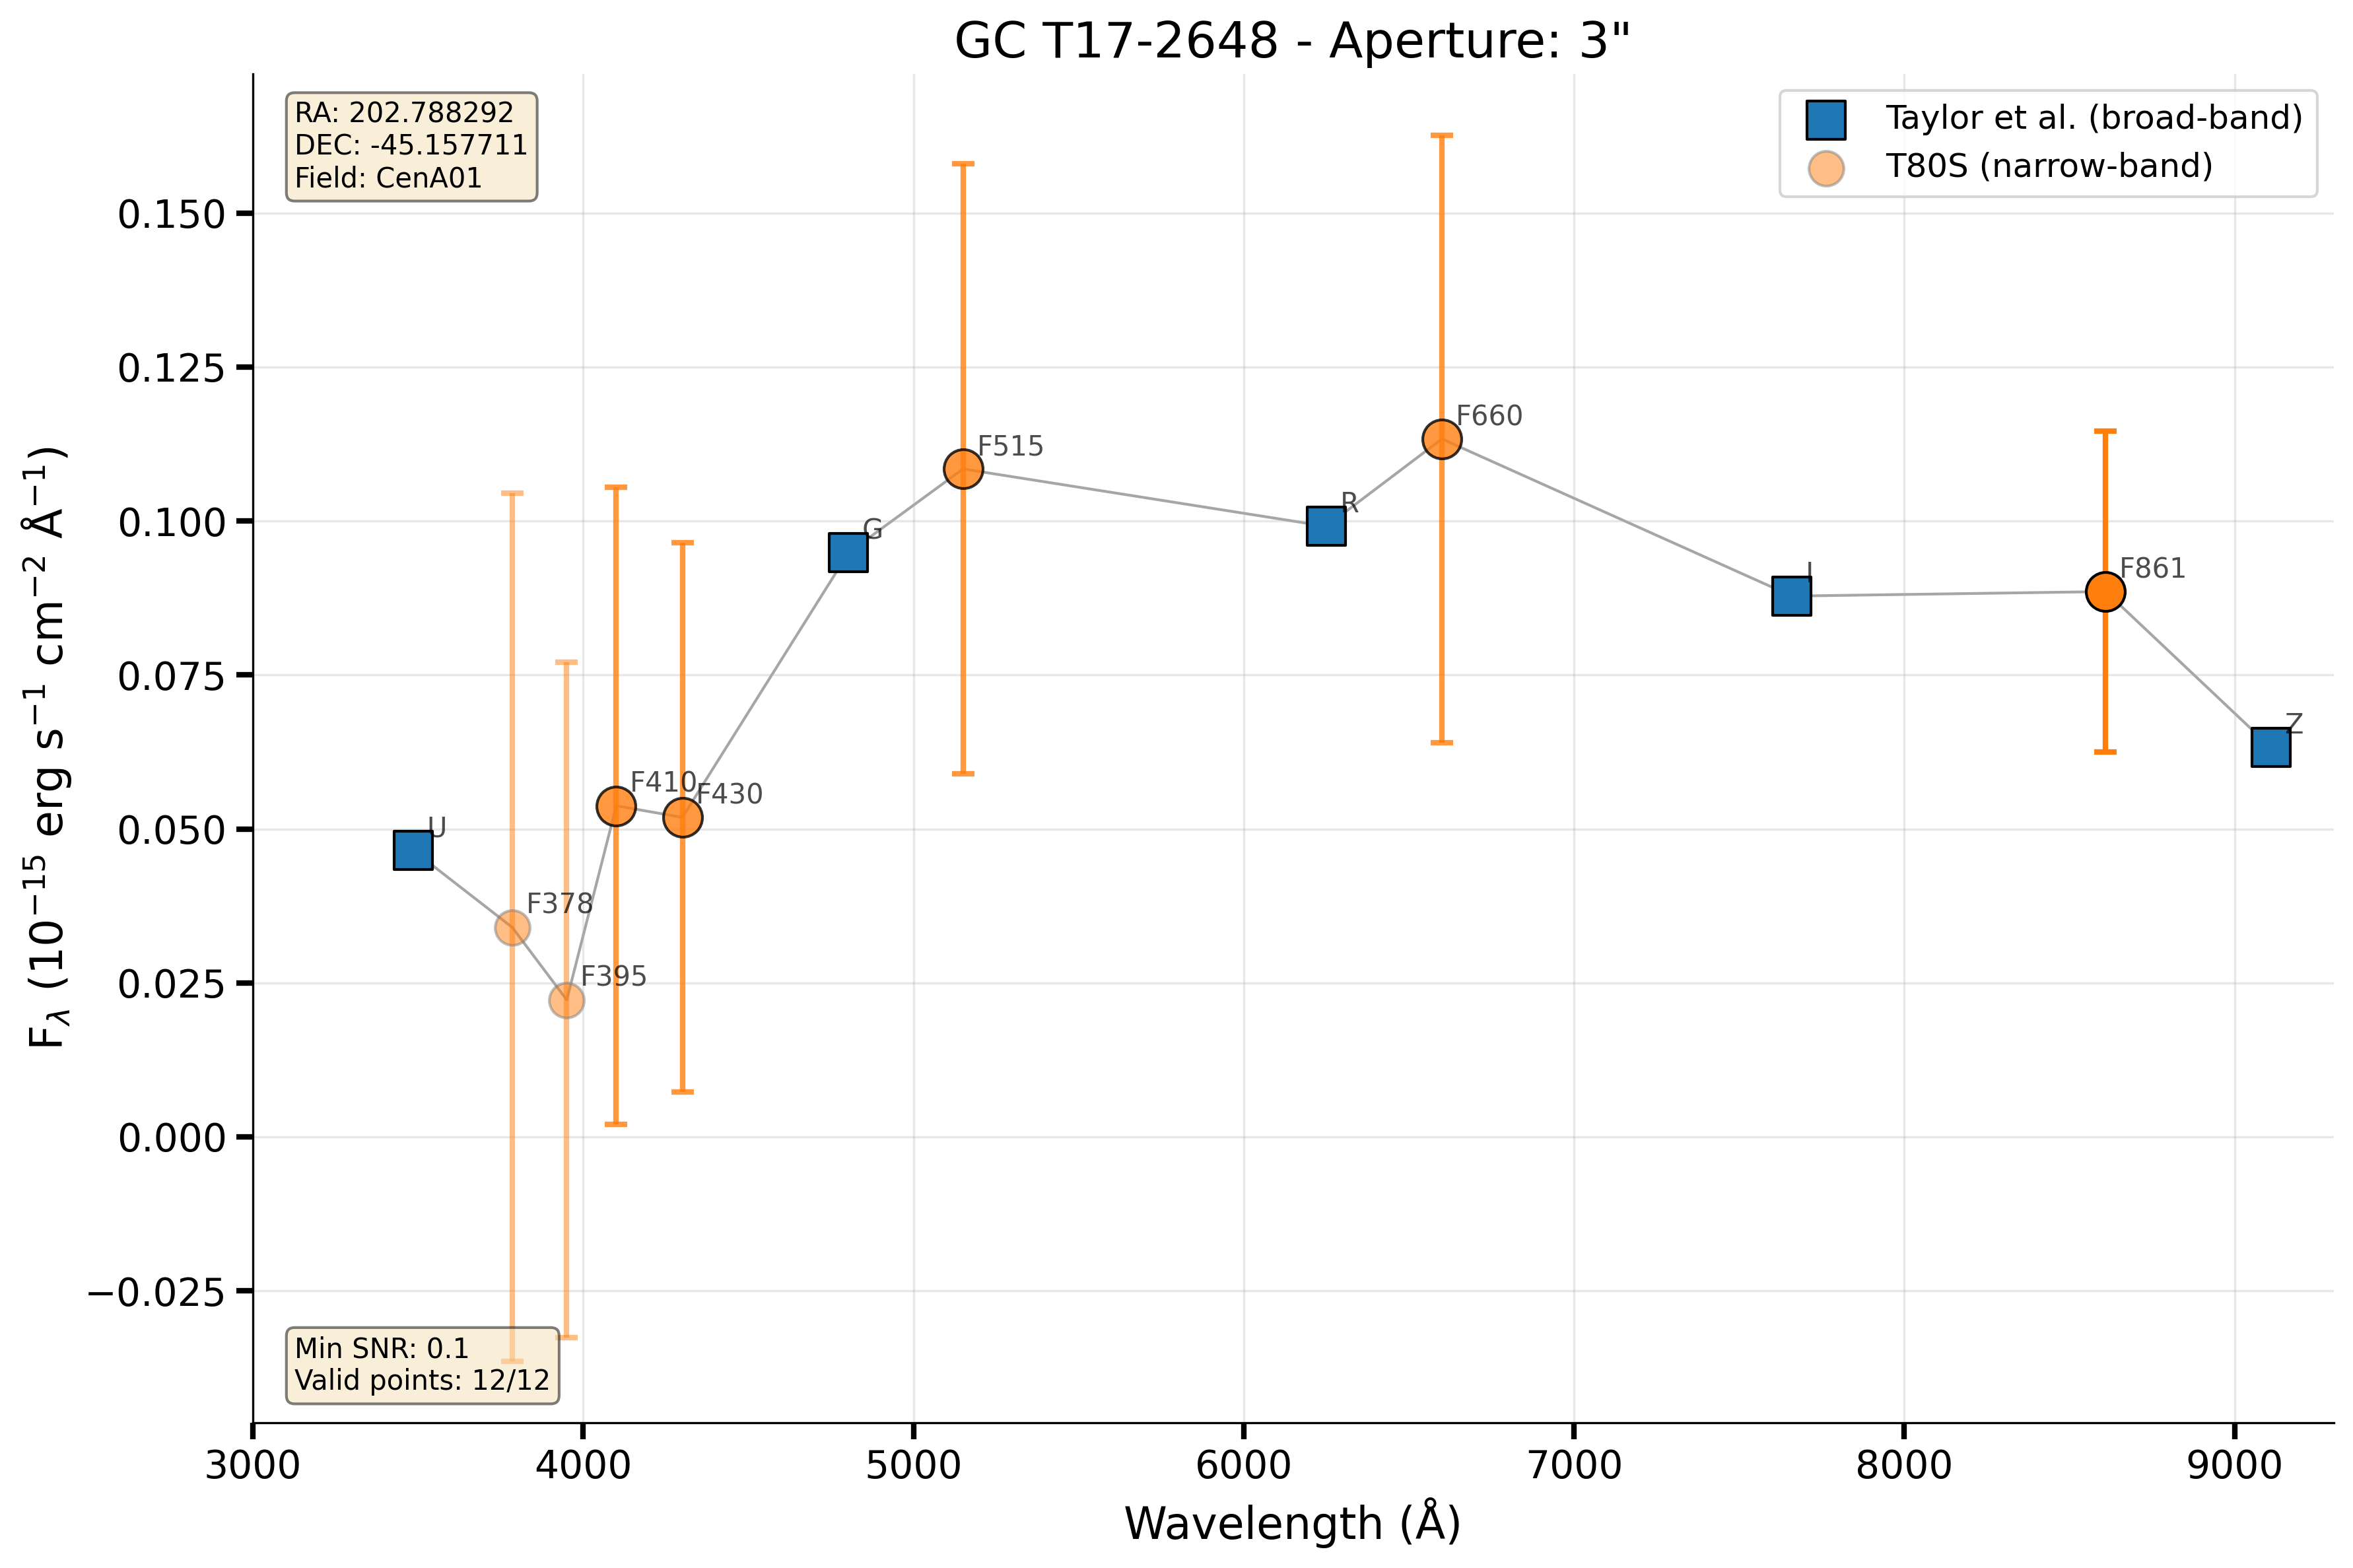 GC T17-2648 - Aperture: 3"
RA: 202.788292
DEC: -45.157711
Field: CenA01
Taylor et al. (broad-band)
T80S (narrow-band)
F660
F515
R
G
I
F861
Z
F410
F430
U
F378
F395
0.150
0.125
0.100
0.075
0.050
0.025
0.000
−0.025
Fλ (10⁻¹⁵ erg s⁻¹ cm⁻² Å⁻¹)
Min SNR: 0.1
Valid points: 12/12
3000 4000 5000 6000 7000 8000 9000
Wavelength (Å)